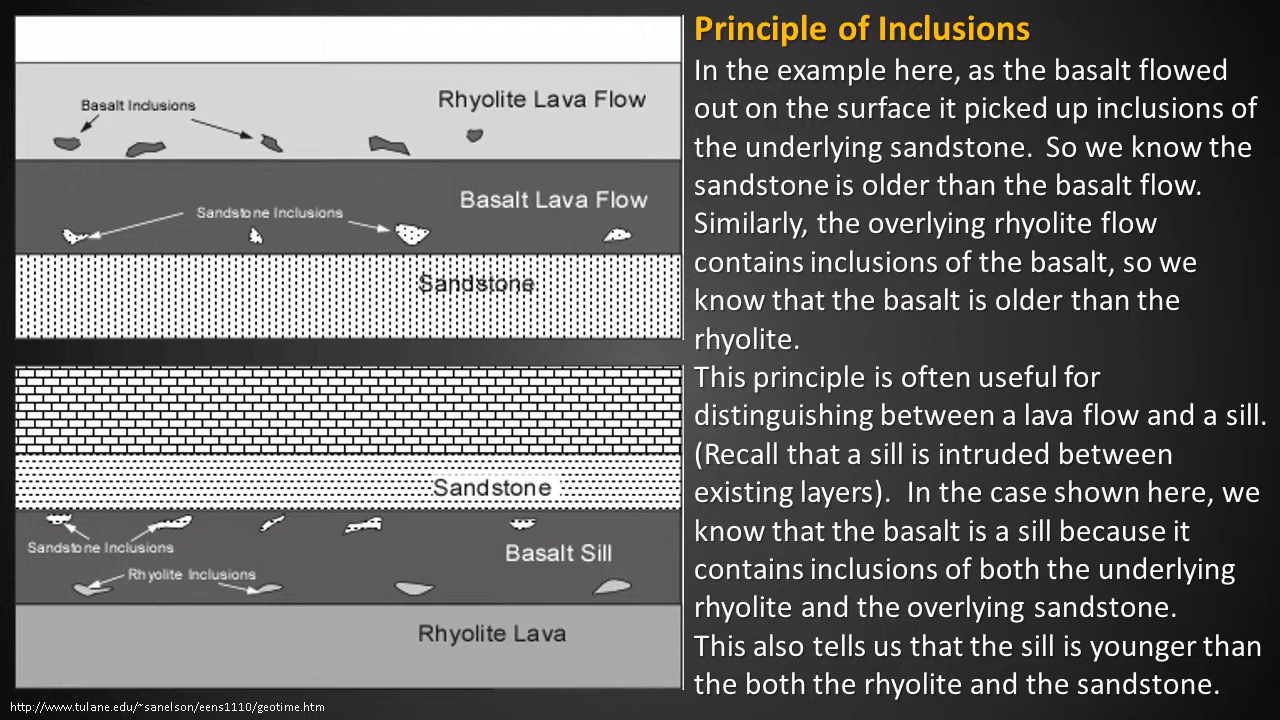 Basalt Inclusions
Rhyolite Lava Flow
Sandstone Inclusions
Basalt Lava Flow
Sandstone
Sandstone
Sandstone Inclusions
Basalt Sill
Rhyolite Inclusions
Rhyolite Lava
http://www.tulane.edu/~sanelson/eens1110/geotime.htm
Principle of Inclusions
In the example here, as the basalt flowed
out on the surface it picked up inclusions of
the underlying sandstone.  So we know the
sandstone is older than the basalt flow.
Similarly, the overlying rhyolite flow
contains inclusions of the basalt, so we
know that the basalt is older than the
rhyolite.
This principle is often useful for
distinguishing between a lava flow and a sill.
(Recall that a sill is intruded between
existing layers).  In the case shown here, we
know that the basalt is a sill because it
contains inclusions of both the underlying
rhyolite and the overlying sandstone.
This also tells us that the sill is younger than
the both the rhyolite and the sandstone.